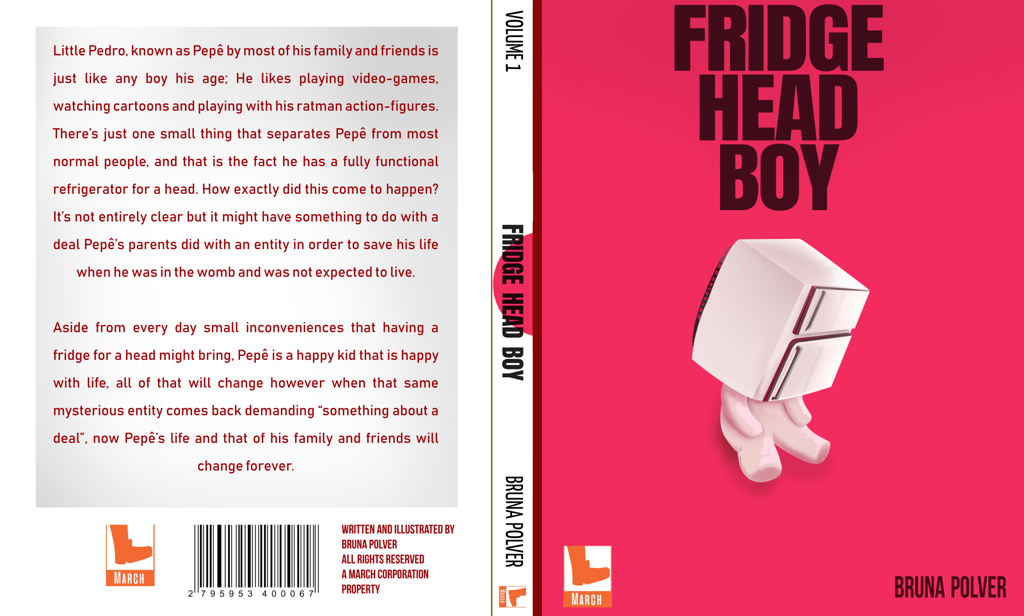 Little Pedro, known as Pepê by most of his family and friends is
just like any boy his age; He likes playing video-games,
watching cartoons and playing with his ratman action-figures.
There's just one small thing that separates Pepê from most
normal people, and that is the fact he has a fully functional
refrigerator for a head. How exactly did this come to happen?
It's not entirely clear but it might have something to do with a
deal Pepê's parents did with an entity in order to save his life
when he was in the womb and was not expected to live.
Aside from every day small inconveniences that having a
fridge for a head might bring, Pepê is a happy kid that is happy
with life, all of that will change however when that same
mysterious entity comes back demanding “something about a
deal”, now Pepê's life and that of his family and friends will
change forever.
March
2 795953 400067
WRITTEN AND ILLUSTRATED BY
BRUNA POLVER
ALL RIGHTS RESERVED
A MARCH CORPORATION
PROPERTY
VOLUME 1
FRIDGE HEAD BOY
BRUNA POLVER
March
FRIDGE
HEAD
BOY
March
BRUNA POLVER